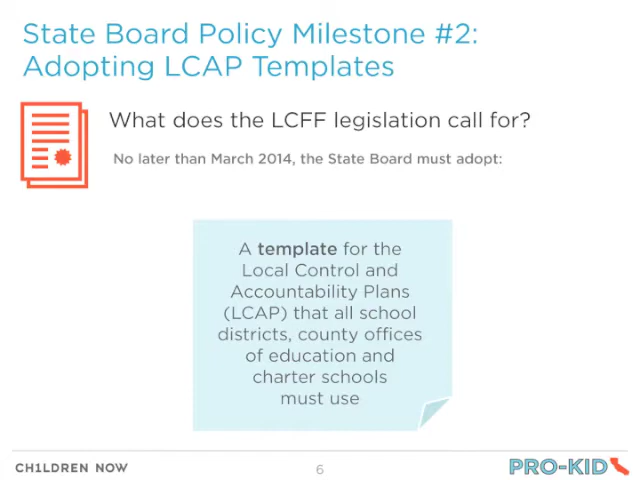 State Board Policy Milestone #2:
Adopting LCAP Templates
What does the LCFF legislation call for?
No later than March 2014, the State Board must adopt:
A template for the
Local Control and
Accountability Plans
(LCAP) that all school
districts, county offices
of education and
charter schools
must use
CH1LDREN NOW
6
PRO-KID